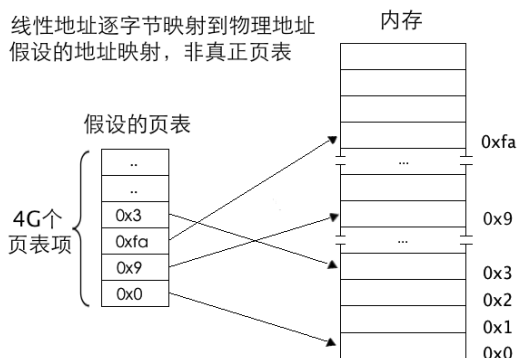 线性地址逐字节映射到物理地址
假设的地址映射，非真正页表
内存
假设的页表
4G个
页表项
..
..
0x3
0xfa
0x9
0x0
...
...
0xfa
0x9
0x3
0x2
0x1
0x0